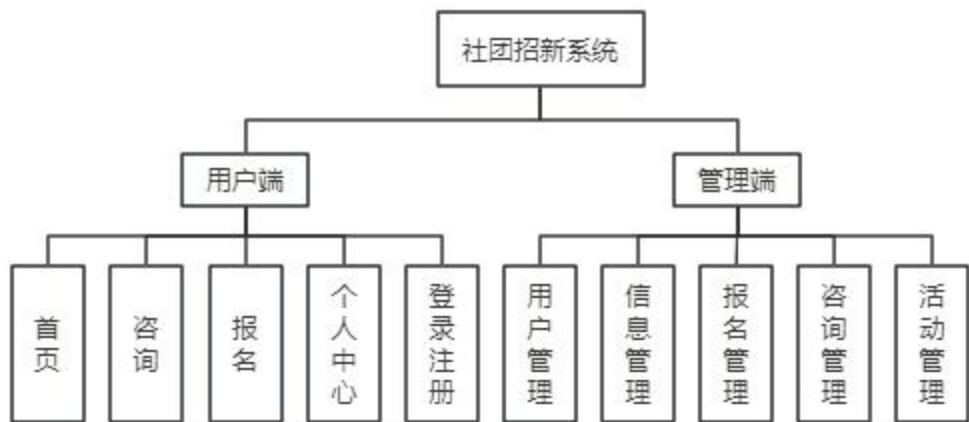 社团招新系统
用户端
管理端
首页
咨询
报名
个人中心
登录注册
用户管理
信息管理
报名管理
咨询管理
活动管理